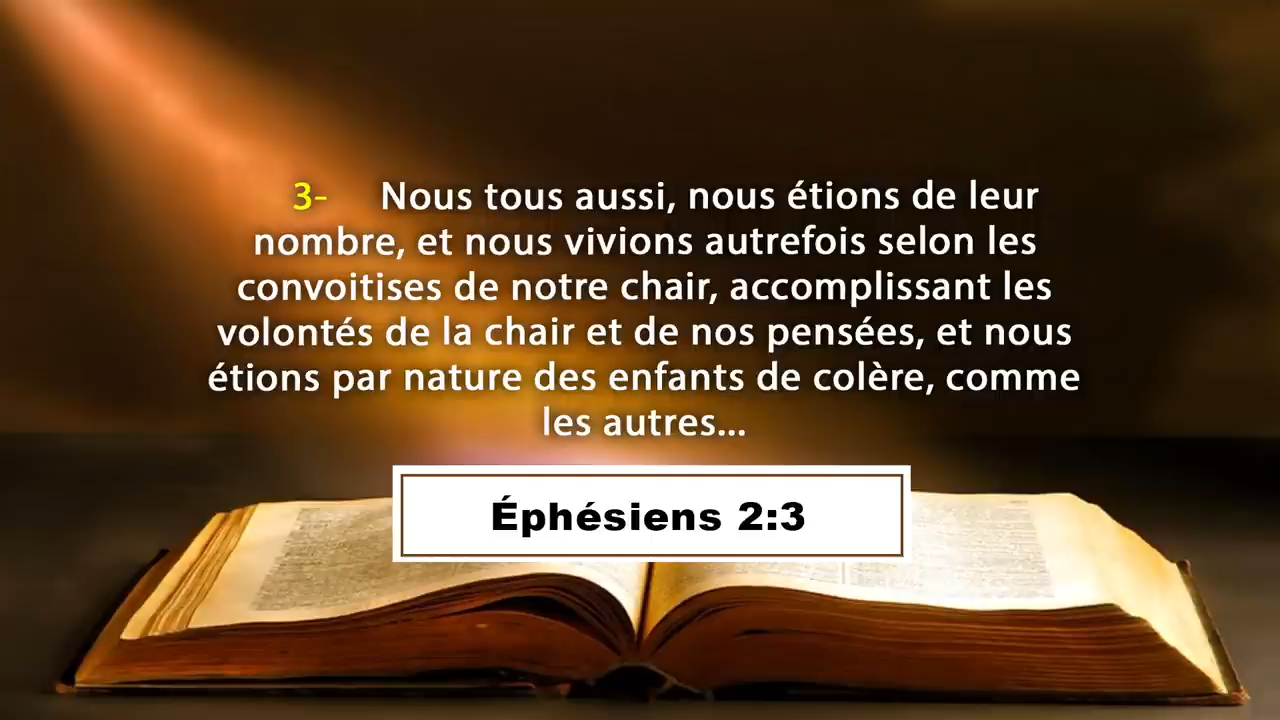 3- Nous tous aussi, nous étions de leur
nombre, et nous vivions autrefois selon les
convoitises de notre chair, accomplissant les
volontés de la chair et de nos pensées, et nous
étions par nature des enfants de colère, comme
les autres...
Éphésiens 2:3